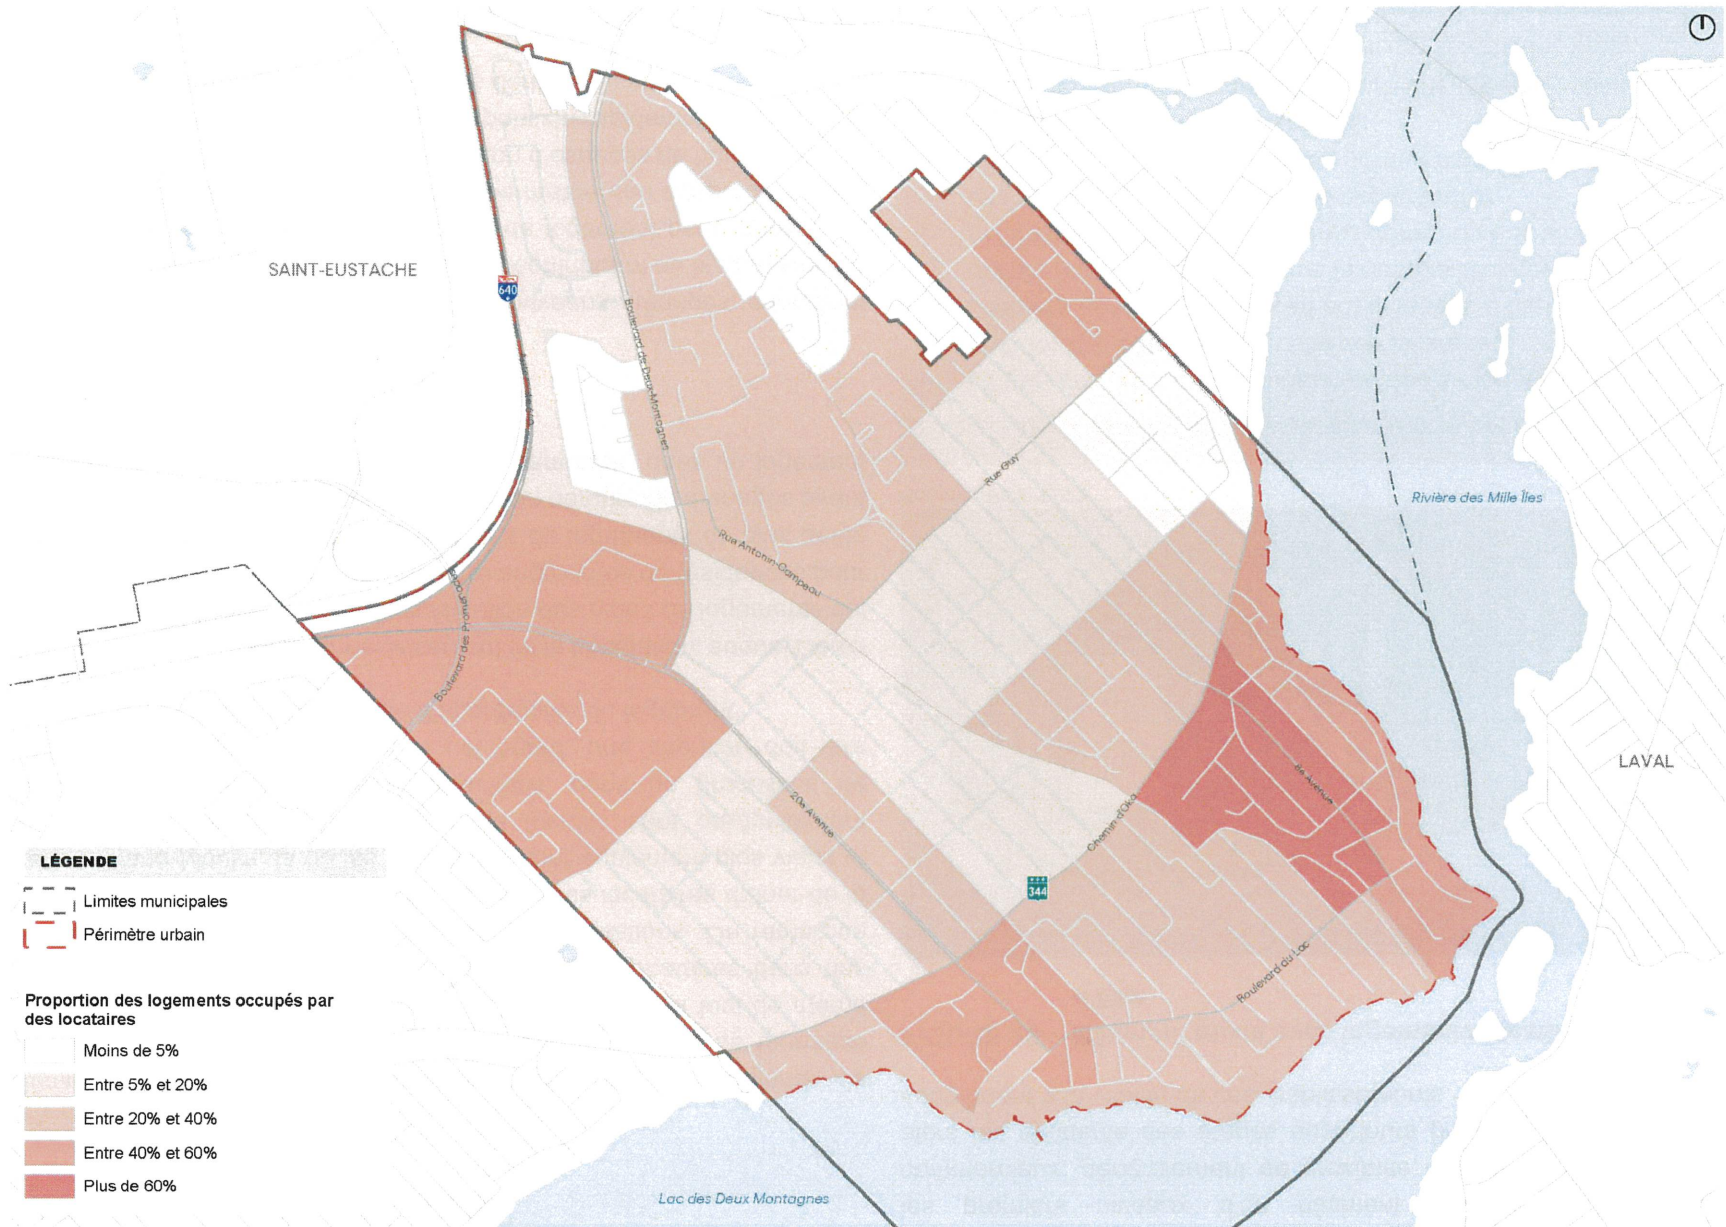 SAINT-EUSTACHE
640
Boulevard de Deux-Montagnes
Rue Guy
Rivière des Mille Îles
Rue Antonin-Campeau
Boulevard des Promenades
LAVAL
8e Avenue
20e Avenue
Chemin d'Oka
344
Boulevard du Lac
Lac des Deux Montagnes
LÉGENDE
Limites municipales
Périmètre urbain
Proportion des logements occupés par
des locataires
Moins de 5%
Entre 5% et 20%
Entre 20% et 40%
Entre 40% et 60%
Plus de 60%